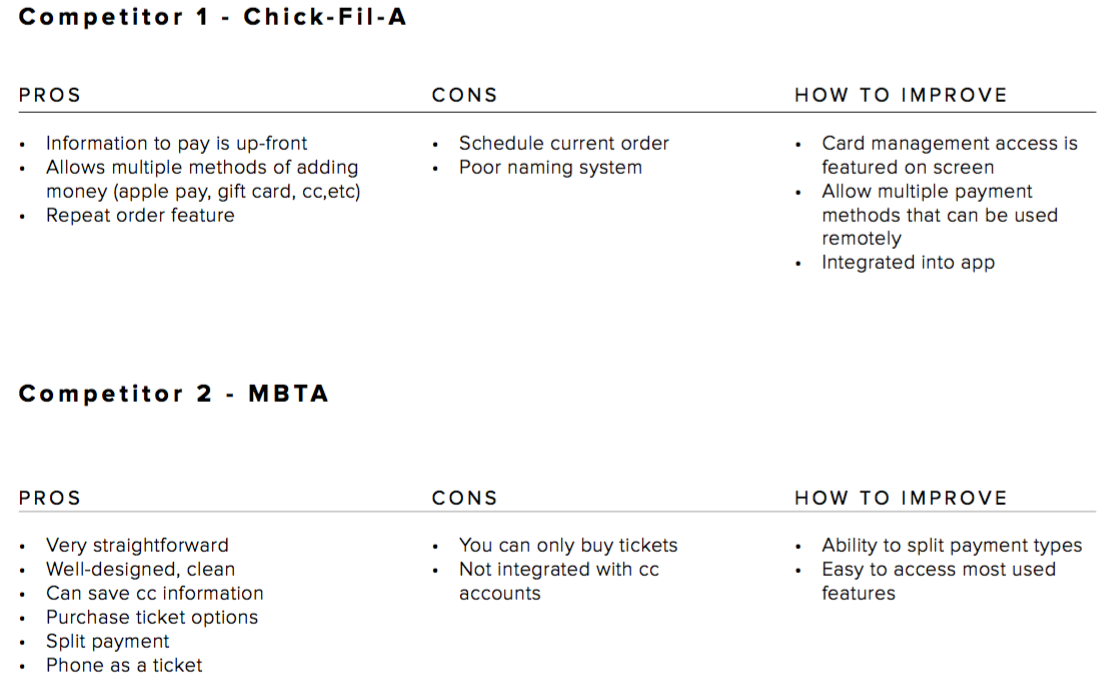 Competitor 1 - Chick-Fil-A
PROS
• Information to pay is up-front
• Allows multiple methods of adding
money (apple pay, gift card, cc,etc)
• Repeat order feature
CONS
• Schedule current order
• Poor naming system
HOW TO IMPROVE
• Card management access is
featured on screen
• Allow multiple payment
methods that can be used
remotely
• Integrated into app
Competitor 2 - MBTA
PROS
• Very straightforward
• Well-designed, clean
• Can save cc information
• Purchase ticket options
• Split payment
• Phone as a ticket
CONS
• You can only buy tickets
• Not integrated with cc
accounts
HOW TO IMPROVE
• Ability to split payment types
• Easy to access most used
features